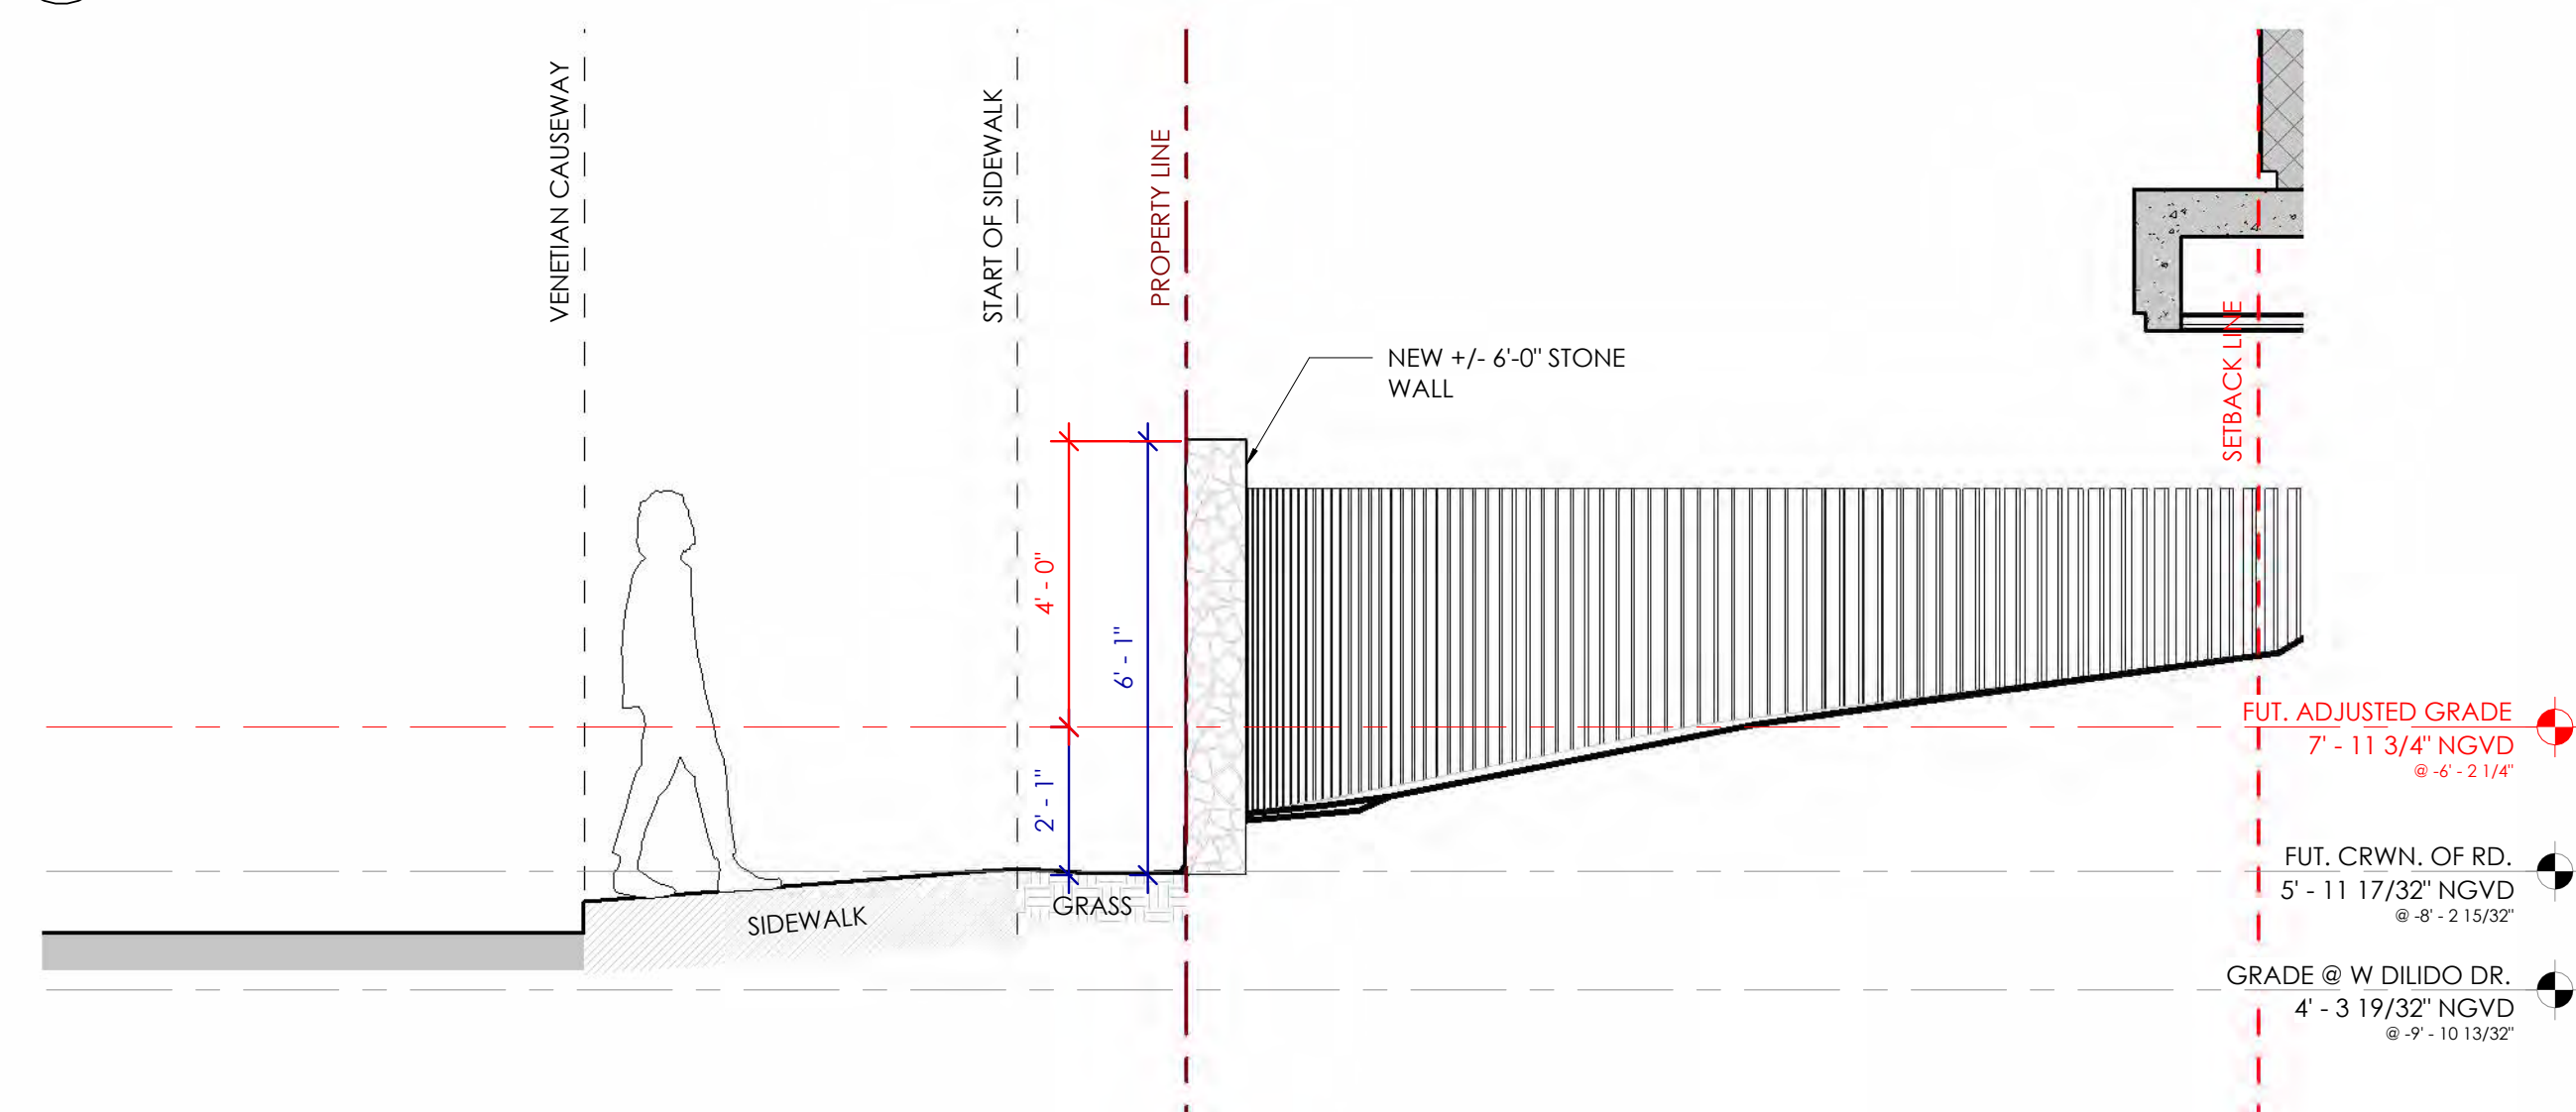 VENETIAN CAUSEWAY
START OF SIDEWALK
PROPERTY LINE
NEW +/- 6'-0" STONE
WALL
SETBACK LINE
4' - 0"
6' - 1"
2' - 1"
FUT. ADJUSTED GRADE
7' - 11 3/4" NGVD
@ -6' - 2 1/4"
FUT. CRWN. OF RD.
5' - 11 17/32" NGVD
@ -8' - 2 15/32"
SIDEWALK
GRASS
GRADE @ W DILIDO DR.
4' - 3 19/32" NGVD
@ -9' - 10 13/32"